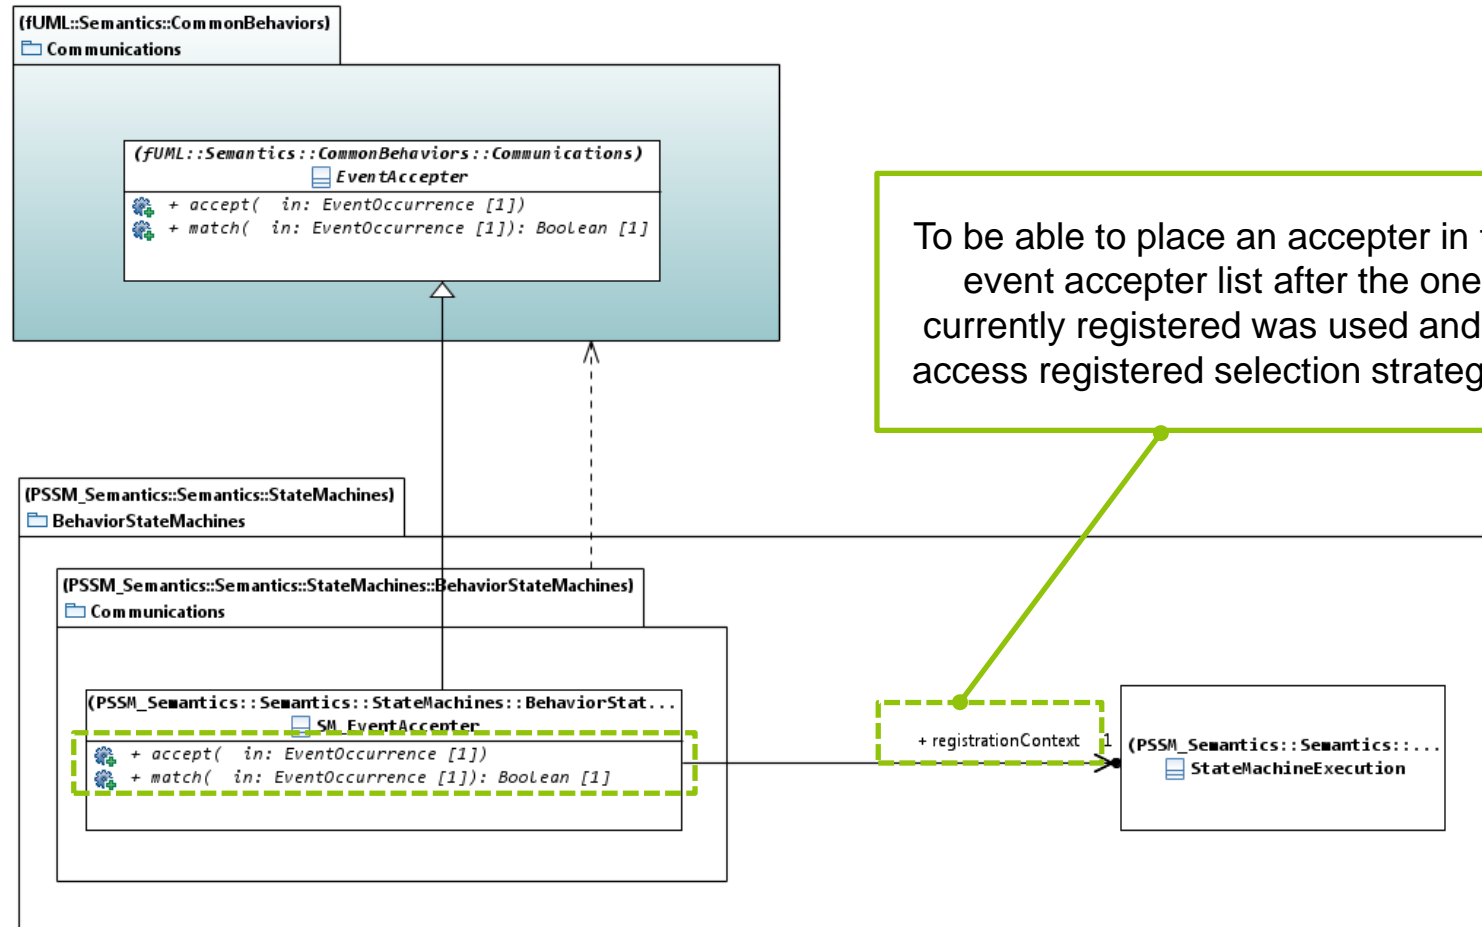 (fUML::Semantics::CommonBehaviors)
Communications
(fUML::Semantics::CommonBehaviors::Communications)
EventAccepter
+ accept( in: EventOccurrence [1])
+ match( in: EventOccurrence [1]): Boolean [1]
To be able to place an accepter in
event accepter list after the one
currently registered was used and
access registered selection
(PSSM_Semantics::Semantics::StateMachines)
BehaviorStateMachines
(PSSM_Semantics::Semantics::StateMachines::BehaviorStateMachines)
Communications
(PSSM_Semantics::Semantics::StateMachines::BehaviorStat...
SM_EventAccepter
+ accept( in: EventOccurrence [1])
+ match( in: EventOccurrence [1]): Boolean [1]
+ registrationContext 1
(PSSM_Semantics::Semantics::...
StateMachineExecution